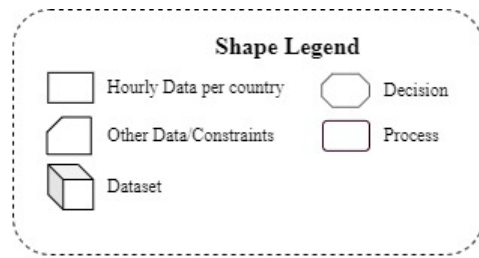 Shape Legend
Hourly Data per country
Decision
Other Data/Constraints
Process
Dataset